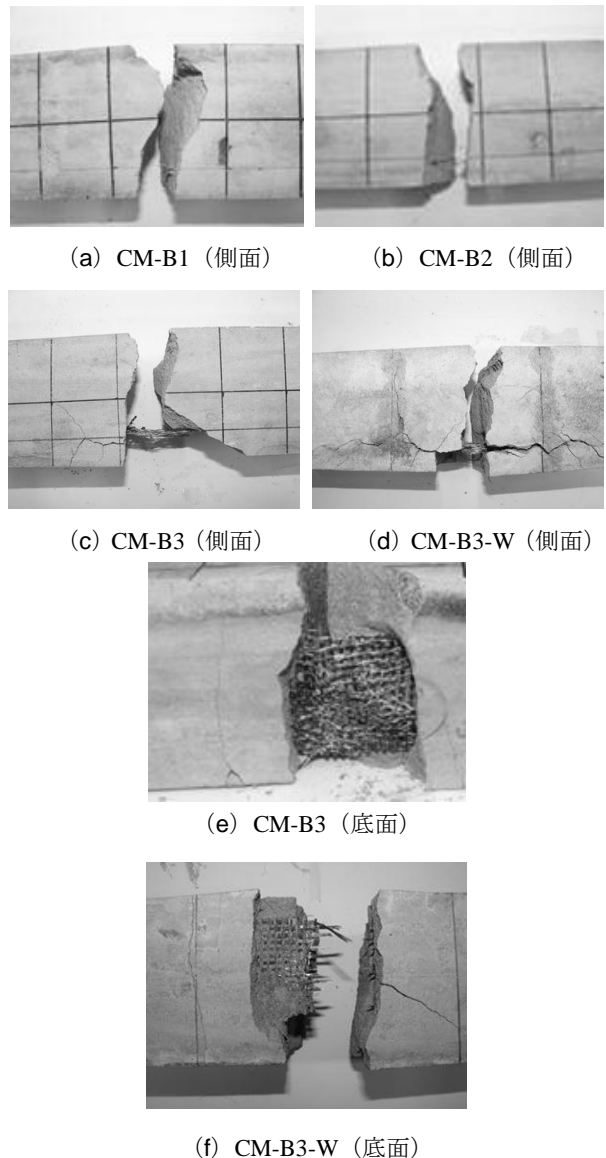 (a) CM-B1（側面）
(b) CM-B2（側面）
(c) CM-B3（側面）
(d) CM-B3-W（側面）
(e) CM-B3（底面）
(f) CM-B3-W（底面）